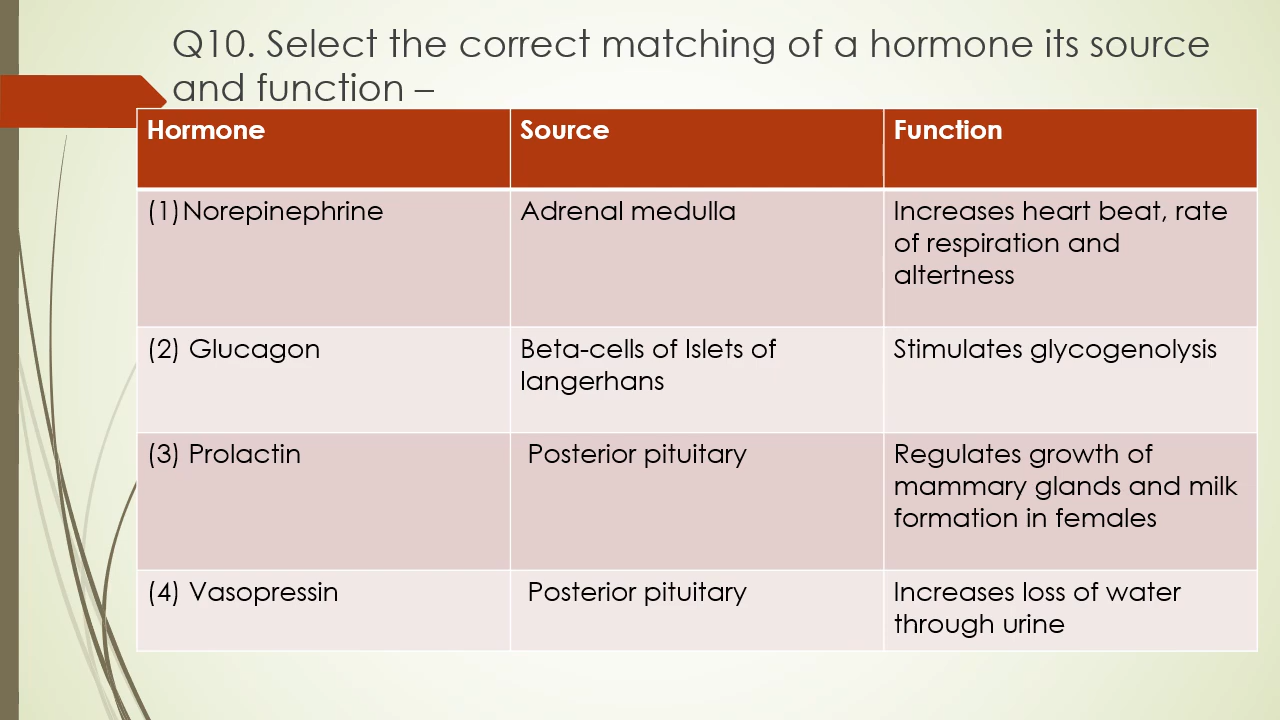 Q10. Select the correct matching of a hormone its source
and function –
Hormone
Source
Function
(1)Norepinephrine
Adrenal medulla
Increases heart beat, rate
of respiration and
altertness
(2) Glucagon
Beta-cells of Islets of
langerhans
Stimulates glycogenolysis
(3) Prolactin
Posterior pituitary
Regulates growth of
mammary glands and milk
formation in females
(4) Vasopressin
Posterior pituitary
Increases loss of water
through urine